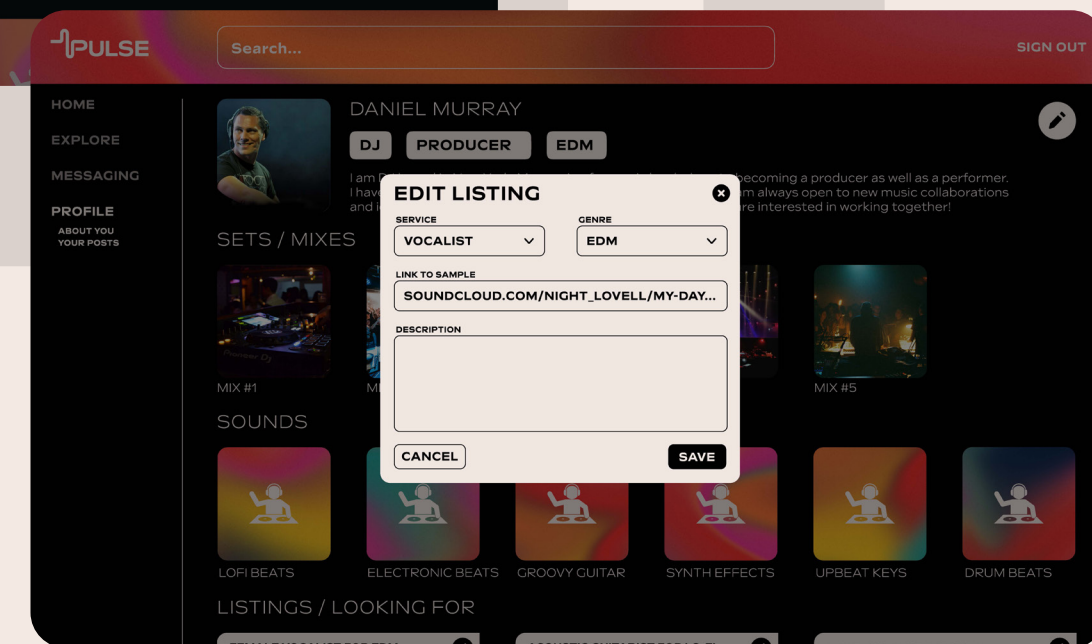 PULSE
Search...
SIGN OUT
HOME
EXPLORE
MESSAGING
PROFILE
ABOUT YOU
YOUR POSTS
DANIEL MURRAY
DJ
PRODUCER
EDM
I am becoming a producer as well as a performer.
I have am always open to new music collaborations
and are interested in working together!
SETS / MIXES
MIX #1
MIX #5
EDIT LISTING
SERVICE
GENRE
VOCALIST
EDM
LINK TO SAMPLE
SOUNDCLOUD.COM/NIGHT_LOVELL/MY-DAY...
DESCRIPTION
CANCEL
SAVE
SOUNDS
LOFI BEATS
ELECTRONIC BEATS
GROOVY GUITAR
SYNTH EFFECTS
UPBEAT KEYS
DRUM BEATS
LISTINGS / LOOKING FOR